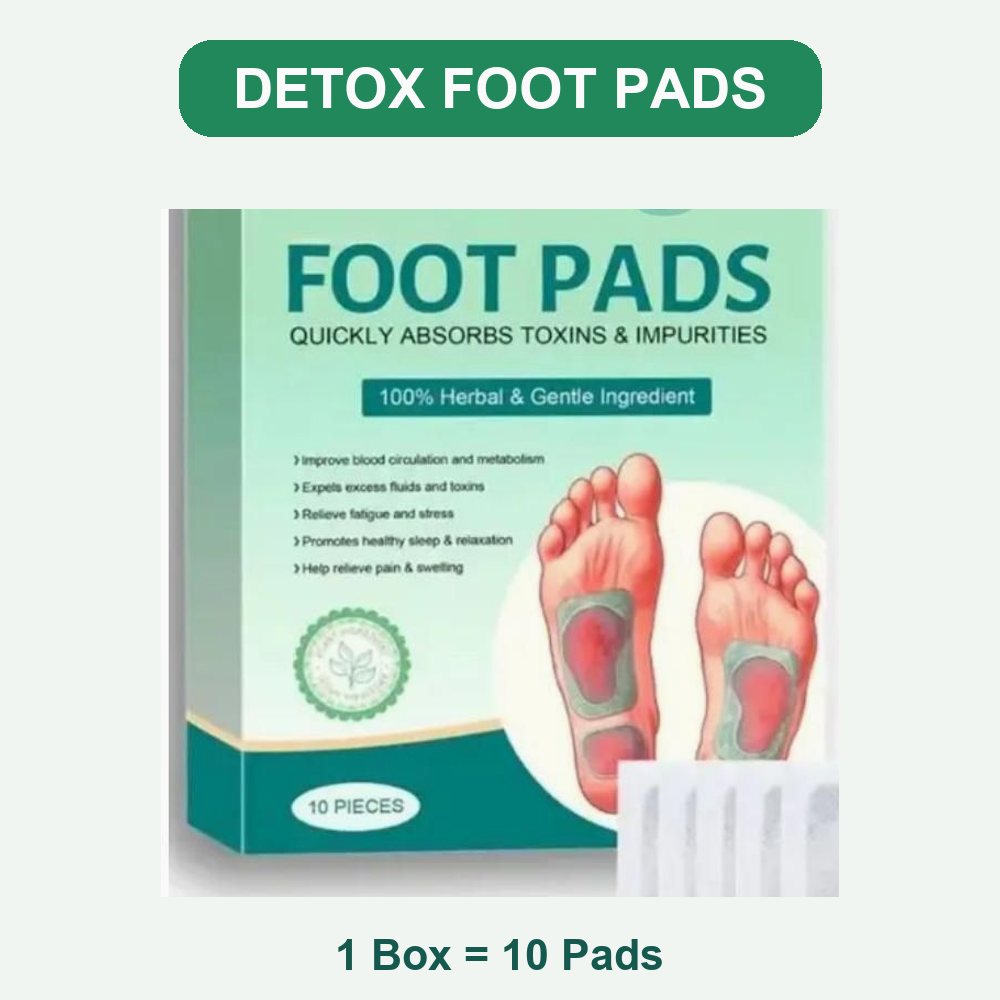 DETOX FOOT PADS
FOOT PADS
QUICKLY ABSORBS TOXINS & IMPURITIES
100% Herbal & Gentle Ingredient
› Improve blood circulation and metabolism
› Expels excess fluids and toxins
› Relieve fatigue and stress
› Promotes healthy sleep & relaxation
› Help relieve pain & swelling
10 PIECES
1 Box = 10 Pads